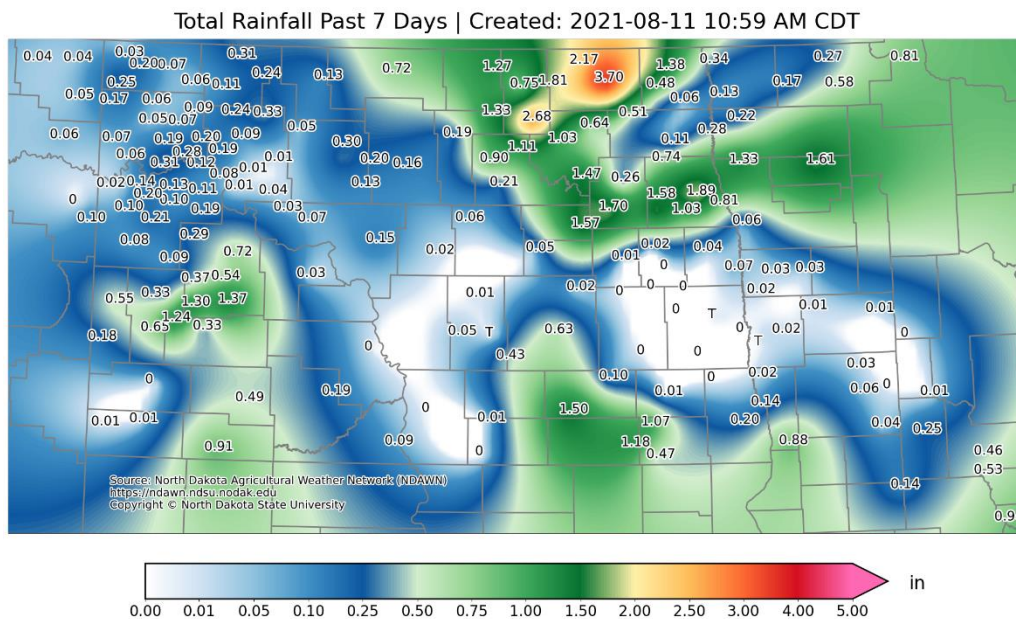 Total Rainfall Past 7 Days | Created: 2021-08-11 10:59 AM CDT
0.04 0.04 0.03 0.20 0.07 0.31 0.24 0.13 0.72 1.27 0.75 1.81 2.17 3.70 1.38 0.48 0.34 0.27 0.81
0.05 0.25 0.17 0.06 0.06 0.11 0.06 0.13 0.17 0.58
0.05 0.07 0.09 0.24 0.33 0.05 1.33 2.68 0.64 0.51 0.22
0.06 0.07 0.19 0.20 0.09 0.30 0.19 1.11 1.03 0.11 0.28
0.06 0.31 0.28 0.12 0.19 0.01 0.20 0.16 0.90 0.74 1.33 1.61
0.02 0.14 0.13 0.08 0.01 0.13 0.21 1.47 0.26
0 0.20 0.10 0.11 0.01 0.04 1.58 1.89 0.81
0.10 0.10 0.21 0.19 0.03 0.07 0.06 1.57 1.70 1.03 0.06
0.08 0.29 0.15 0.02 0.05 0.02 0.04
0.09 0.72 0.01 0 0.07 0.03 0.03
0.37 0.54 0.03 0.02 0 0 0 0.02
0.55 0.33 1.30 1.37 0.01 0 T 0.01 0.01
0.18 0.65 1.24 0.33 0.05 T 0.63 0 T 0.02 0
0 0.43 0 0 0.03
0 0.49 0.19 0.10 0.01 0 0.02 0.06 0 0.01
0.01 0.01 0 0.01 1.50 1.07 0.20 0.14 0.04 0.25
0.91 0.09 0 1.18 0.47 0.88 0.46
0.53
0.14
0.9
Source: North Dakota Agricultural Weather Network (NDAWN)
https://ndawn.ndsu.nodak.edu
Copyright © North Dakota State University
0.00 0.01 0.05 0.10 0.25 0.50 0.75 1.00 1.50 2.00 2.50 3.00 4.00 5.00
in